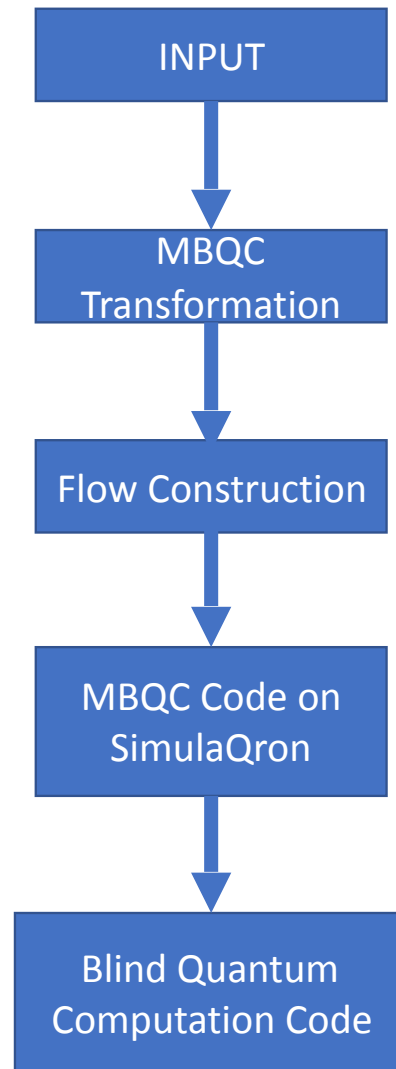 INPUT
MBQC
Transformation
Flow Construction
MBQC Code on
SimulaQron
Blind Quantum
Computation Code